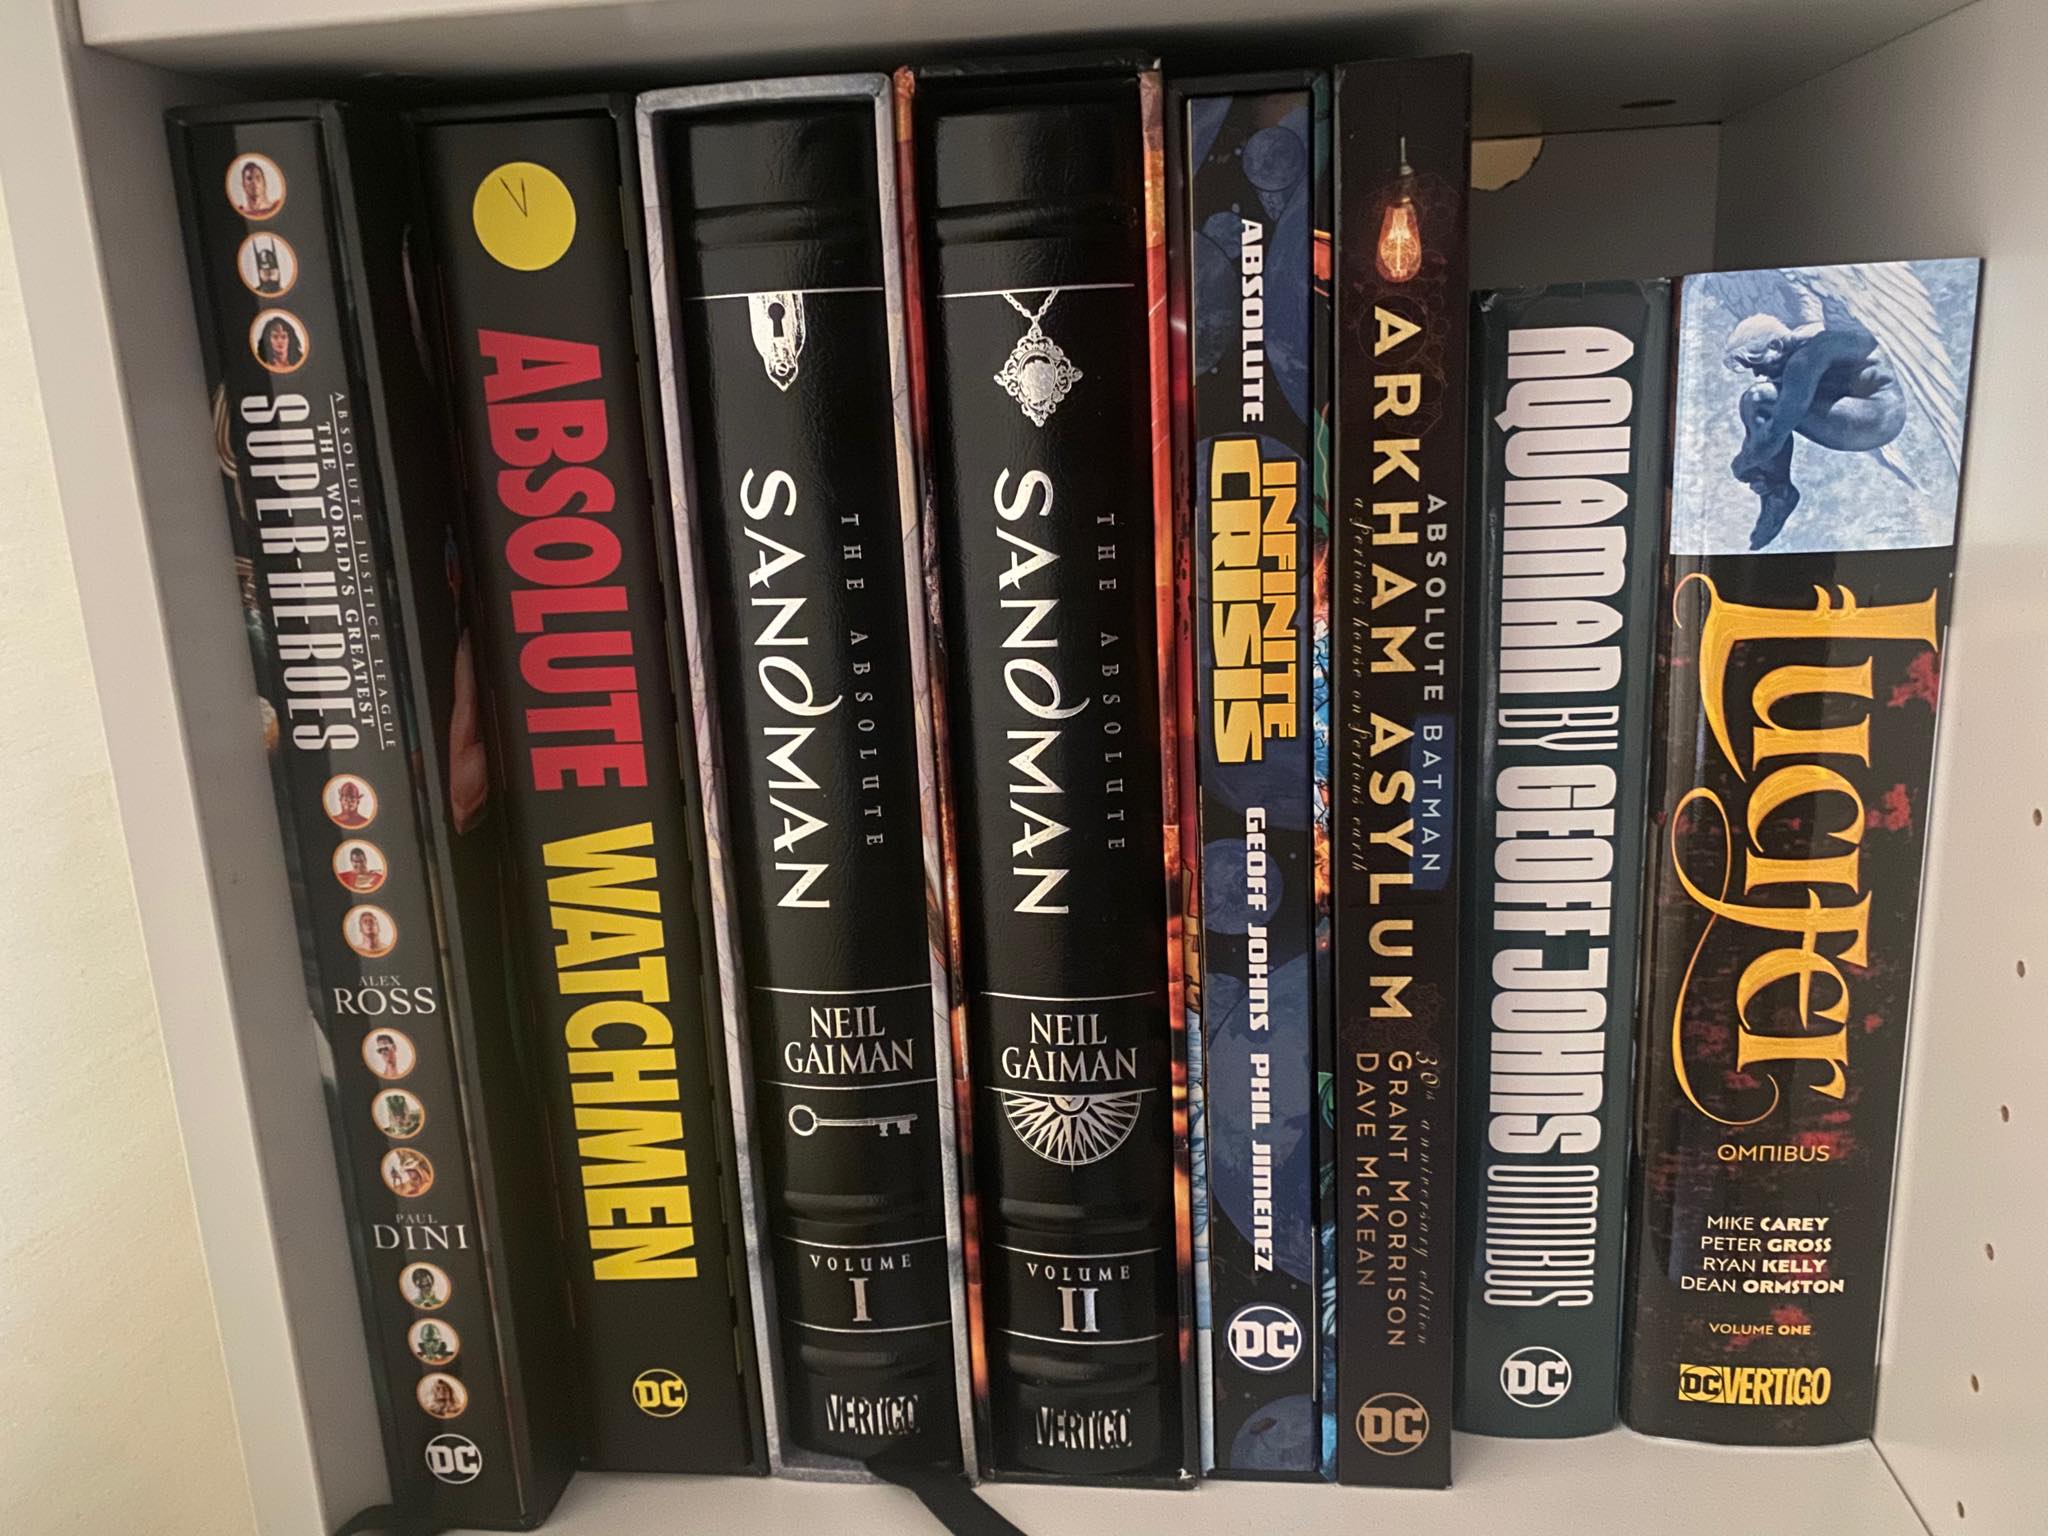 ABSOLUTE JUSTICE LEAGUE
THE WORLD'S GREATEST
SUPER-HEROES
ALEX
ROSS
PAUL
DINI
DC
ABSOLUTE WATCHMEN
DC
THE ABSOLUTE
SANDMAN
NEIL
GAIMAN
VOLUME
I
VERTIGO
THE ABSOLUTE
SANDMAN
NEIL
GAIMAN
VOLUME
II
VERTIGO
ABSOLUTE
INFINITE
CRISIS
GEOFF JOHNS PHIL JIMENEZ
DC
ABSOLUTE BATMAN
ARKHAM ASYLUM
a serious house on serious earth
30th anniversary edition
GRANT MORRISON
DAVE McKEAN
DC
AQUAMAN BY GEOFF JOHNS OMNIBUS
DC
LUCIFER
OMNIBUS
MIKE CAREY
PETER GROSS
RYAN KELLY
DEAN ORMSTON
VOLUME ONE
DC VERTIGO